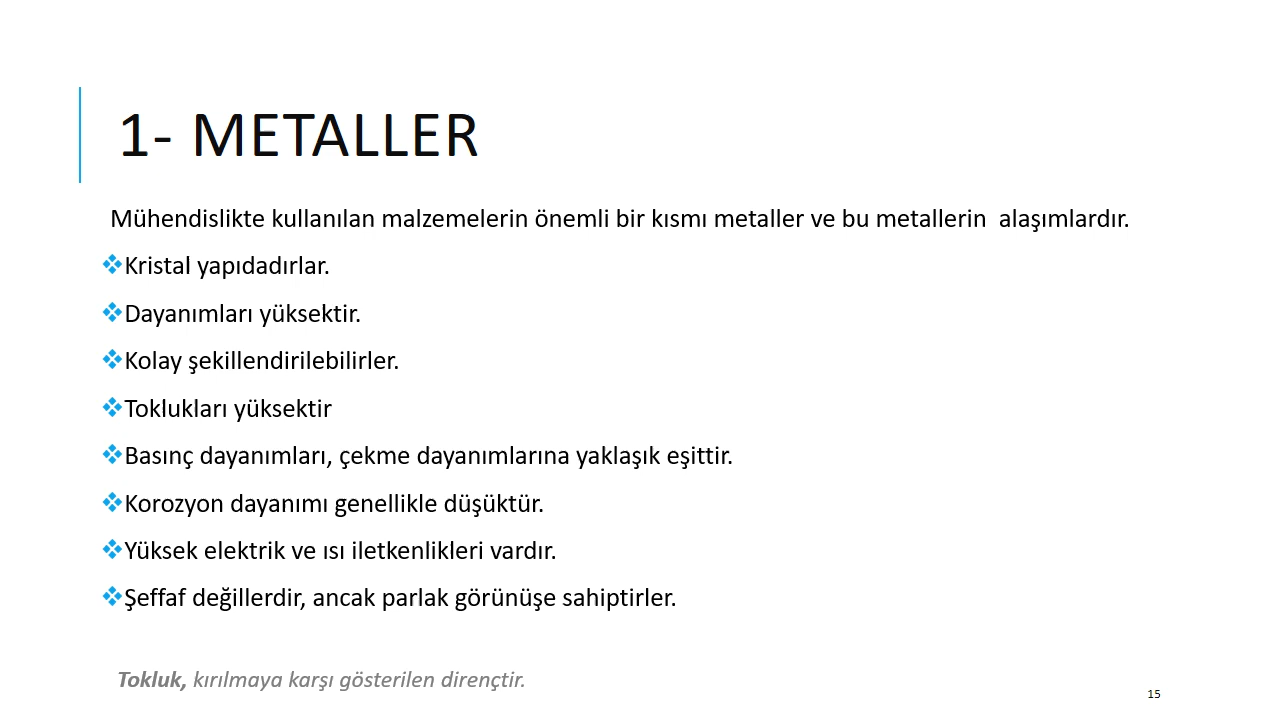 1- METALLER
Mühendislikte kullanılan malzemelerin önemli bir kısmı metaller ve bu metallerin  alaşımlardır.
❖Kristal yapıdadırlar.
❖Dayanımları yüksektir.
❖Kolay şekillendirilebilirler.
❖Toklukları yüksektir
❖Basınç dayanımları, çekme dayanımlarına yaklaşık eşittir.
❖Korozyon dayanımı genellikle düşüktür.
❖Yüksek elektrik ve ısı iletkenlikleri vardır.
❖Şeffaf değillerdir, ancak parlak görünüşe sahiptirler.
Tokluk, kırılmaya karşı gösterilen dirençtir.
15